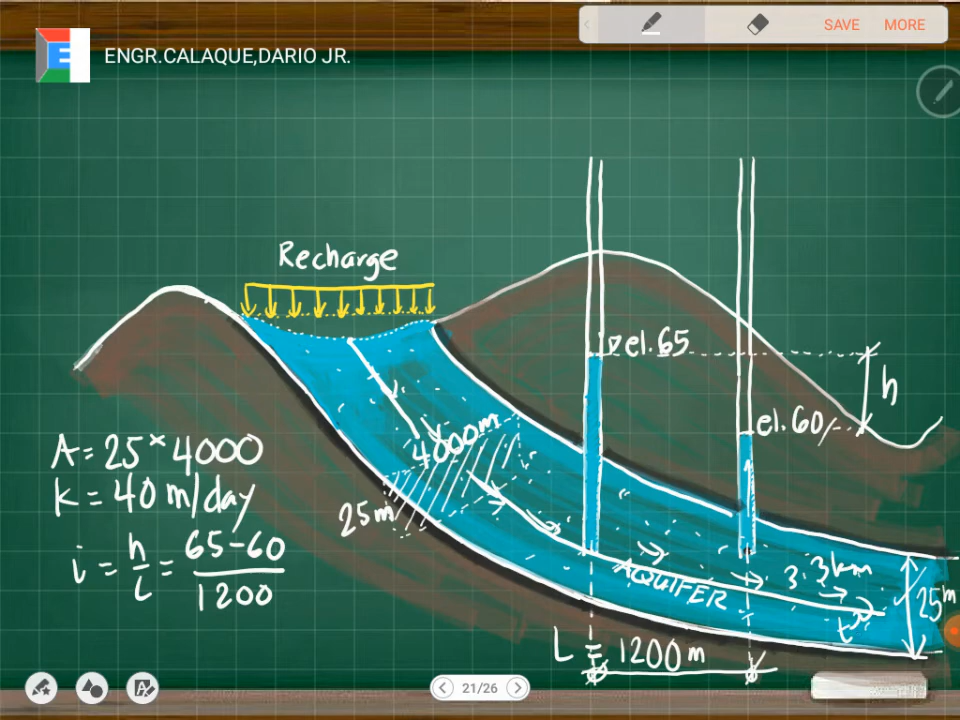 E ENGR.CALAQUE,DARIO JR.
SAVE MORE
Recharge
el.65
h
el.60
4000m
25m
A = 25 x 4000
K = 40 m/day
i = h/L = 65-60/1200
AQUIFER
3.3km
t
25m
L = 1200 m
21/26
A